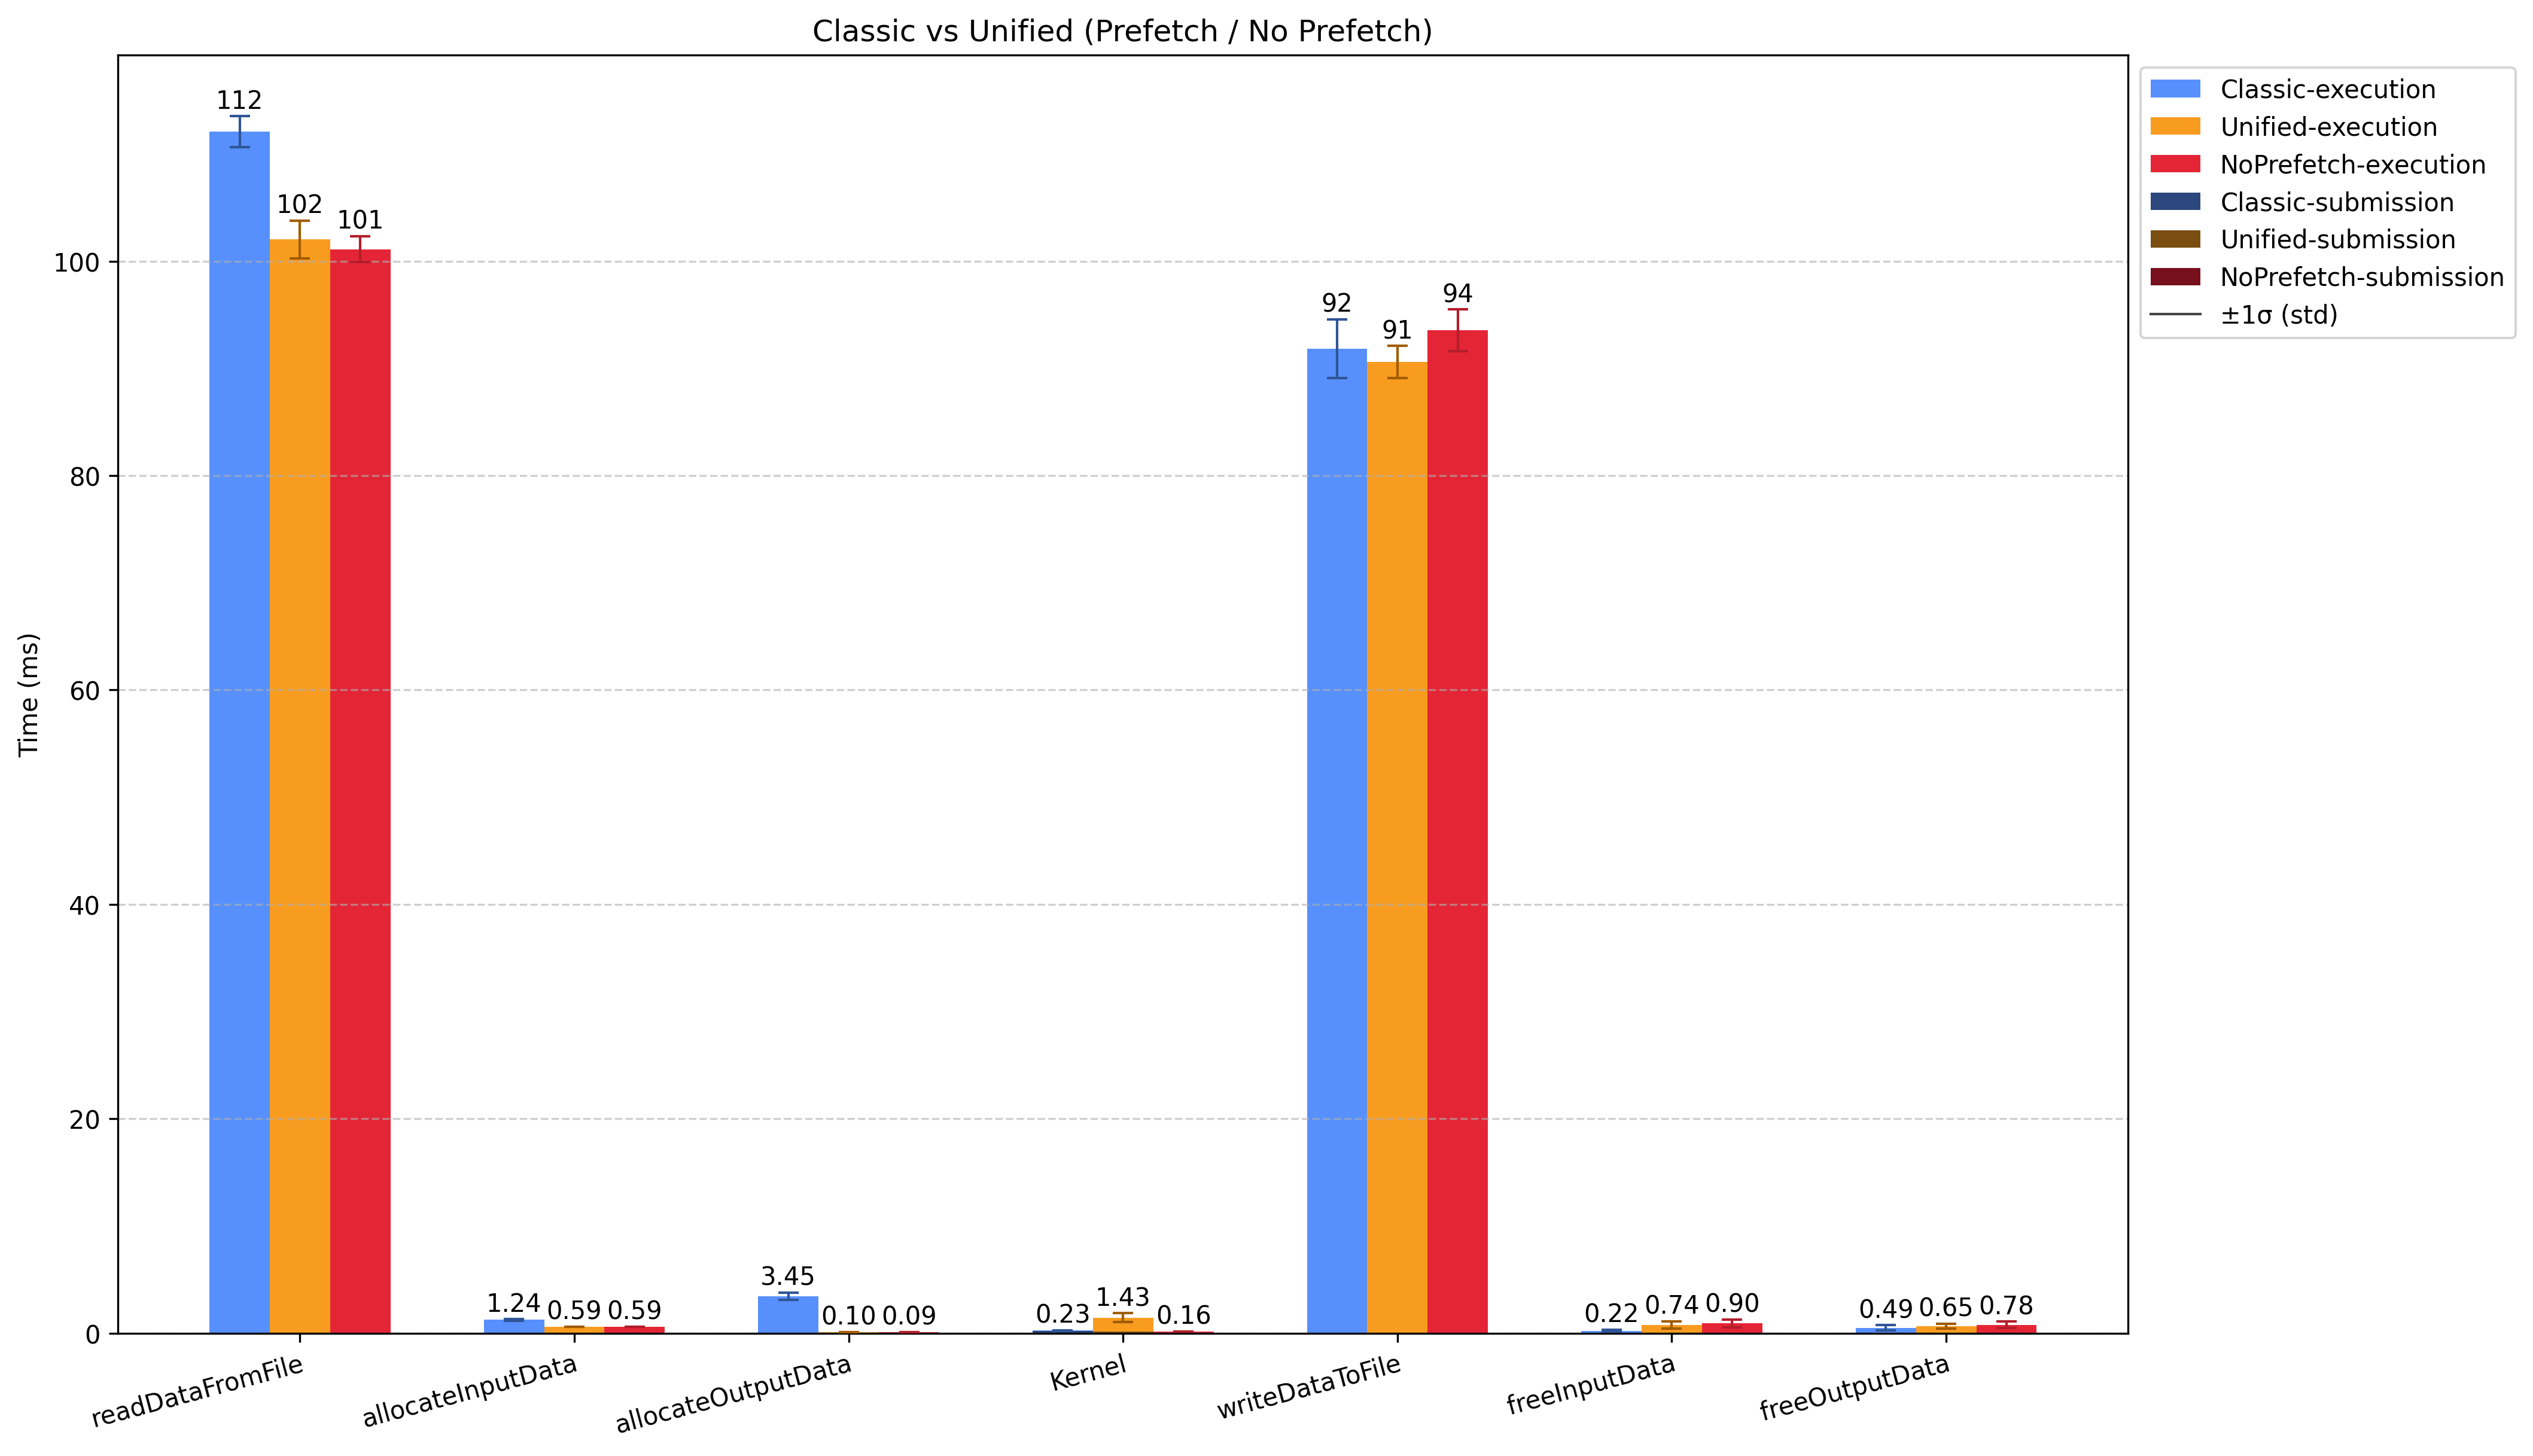 Classic vs Unified (Prefetch / No Prefetch)
Classic-execution
Unified-execution
NoPrefetch-execution
Classic-submission
Unified-submission
NoPrefetch-submission
±1σ (std)
Time (ms)
100
80
60
40
20
0
112
102
101
1.24
0.59
0.59
3.45
0.10
0.09
0.23
1.43
0.16
92
91
94
0.22
0.74
0.90
0.49
0.65
0.78
readDataFromFile
allocateInputData
allocateOutputData
Kernel
writeDataToFile
freeInputData
freeOutputData